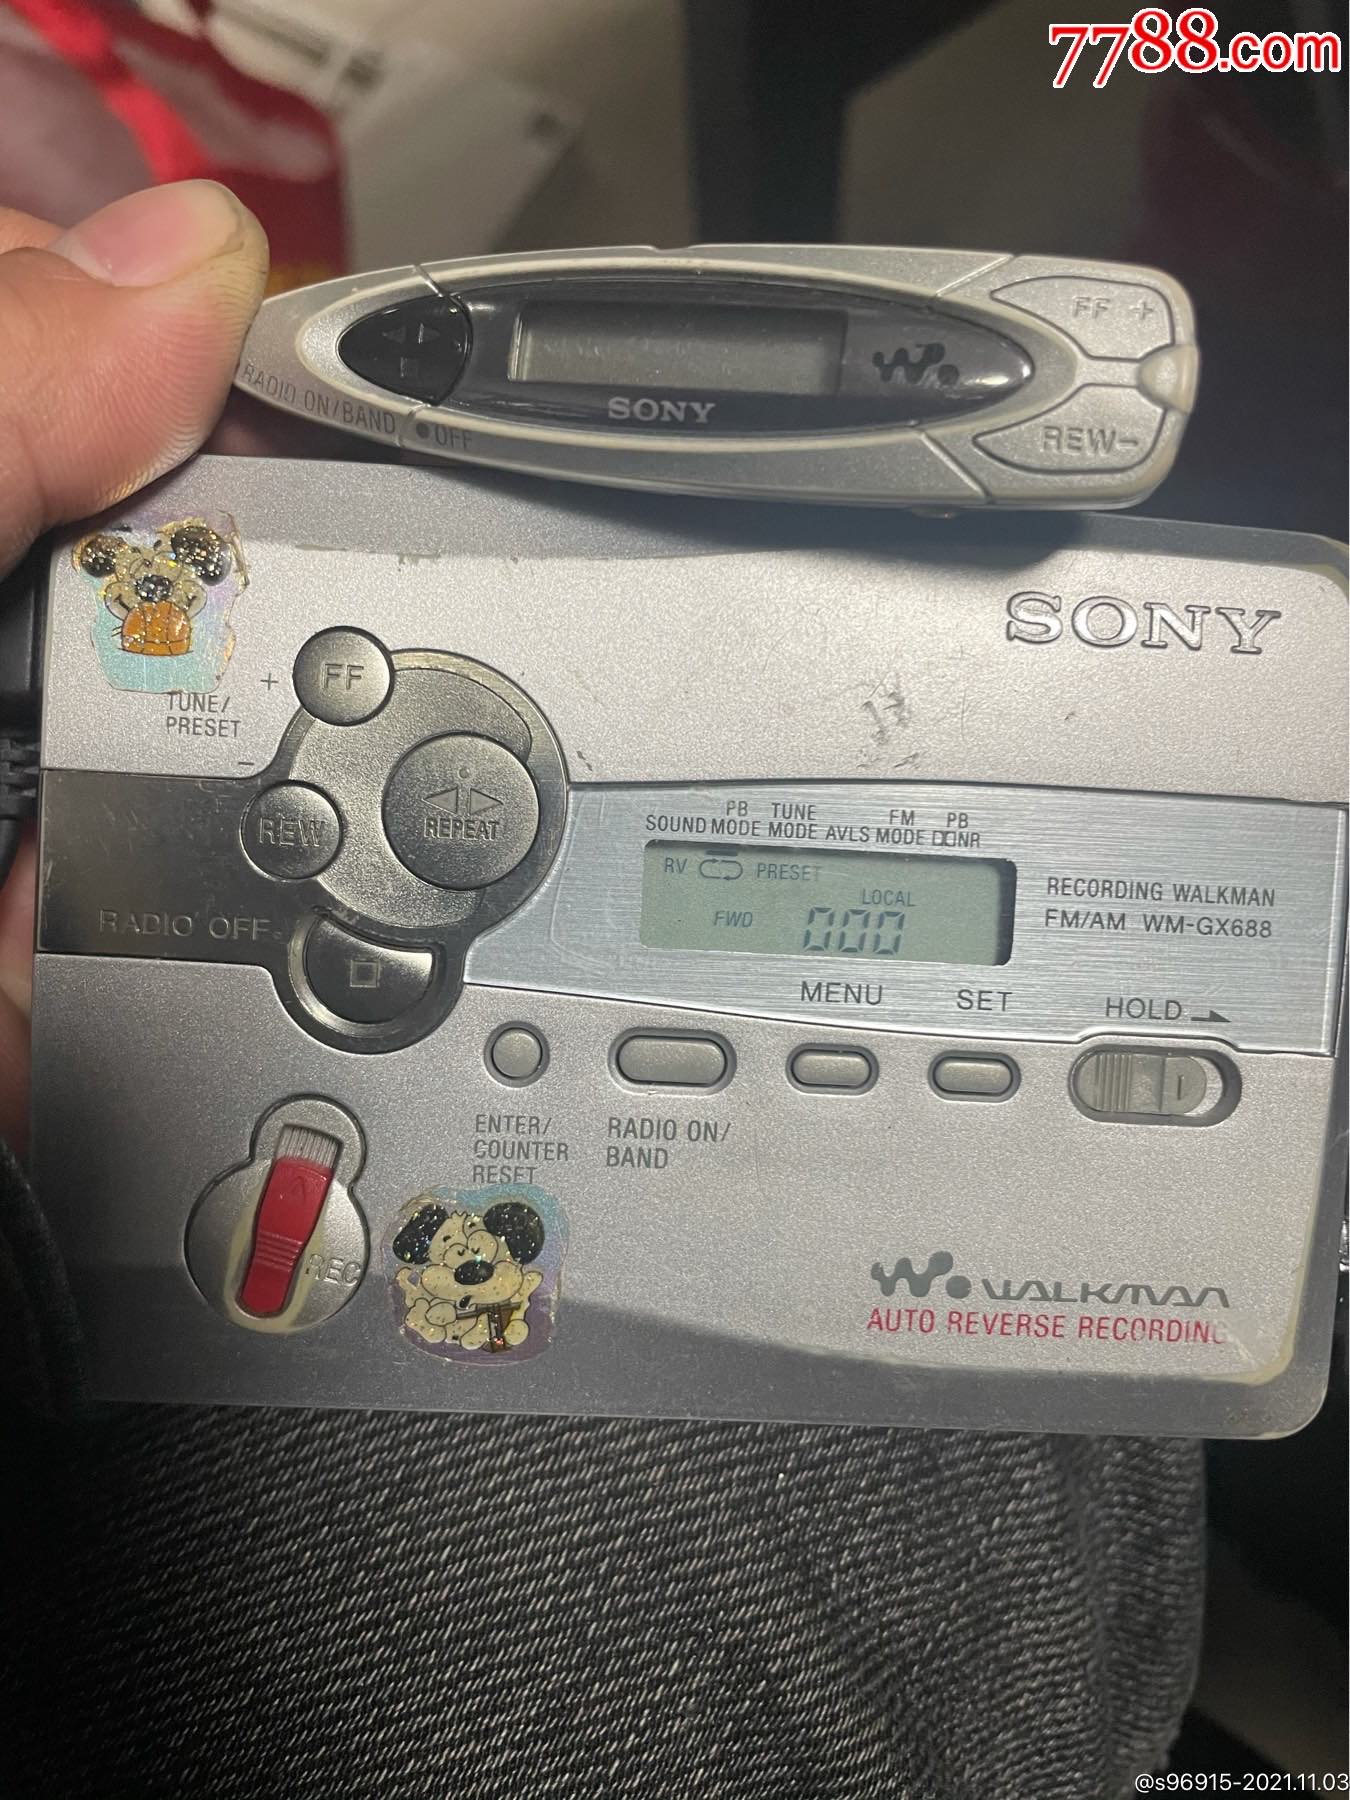 7788.com
FF +
REW-
SONY
RADIO ON/BAND
OFF
SONY
TUNE/
PRESET
+
-
FF
REW
REPEAT
RADIO OFF
PB TUNE FM PB
SOUND MODE MODE AVLS MODE NR
RV PRESET
LOCAL
FWD 000
RECORDING WALKMAN
FM/AM WM-GX688
MENU SET HOLD
ENTER/
COUNTER
RESET
RADIO ON/
BAND
REC
WALKMAN
AUTO REVERSE RECORDING
@s96915-2021.11.03